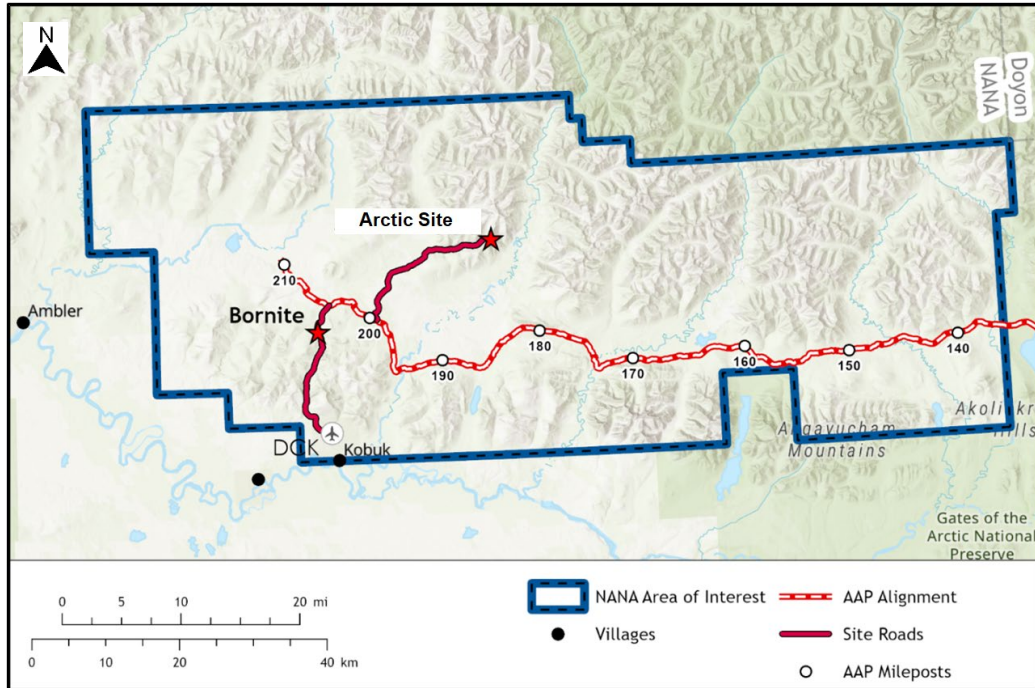 N
Doyon
NANA
Arctic Site
210
Bornite
200
Ambler
180
190
170
160
150
140
DGK
Kobuk
Mountains
Gates of the
Arctic National
Preserve
0 5 10 20 mi
0 10 20 40 km
NANA Area of Interest
Villages
AAP Alignment
Site Roads
AAP Mileposts